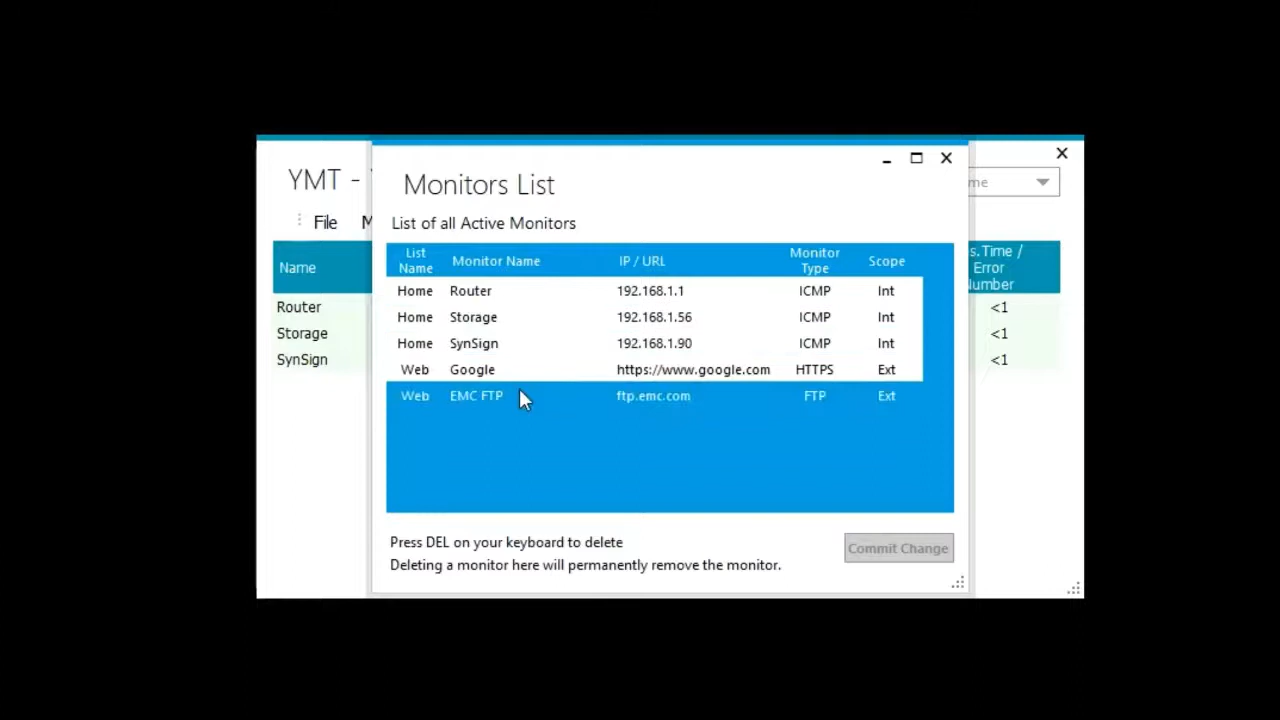 YMT -
File
Name
Router
Storage
SynSign
Monitors List
List of all Active Monitors
List Name Monitor Name IP / URL Monitor Type Scope
Home Router 192.168.1.1 ICMP Int
Home Storage 192.168.1.56 ICMP Int
Home SynSign 192.168.1.90 ICMP Int
Web Google https://www.google.com HTTPS Ext
Web EMC FTP ftp.emc.com FTP Ext
Press DEL on your keyboard to delete
Deleting a monitor here will permanently remove the monitor.
Commit Change
s.Time /
Error
Number
<1
<1
<1